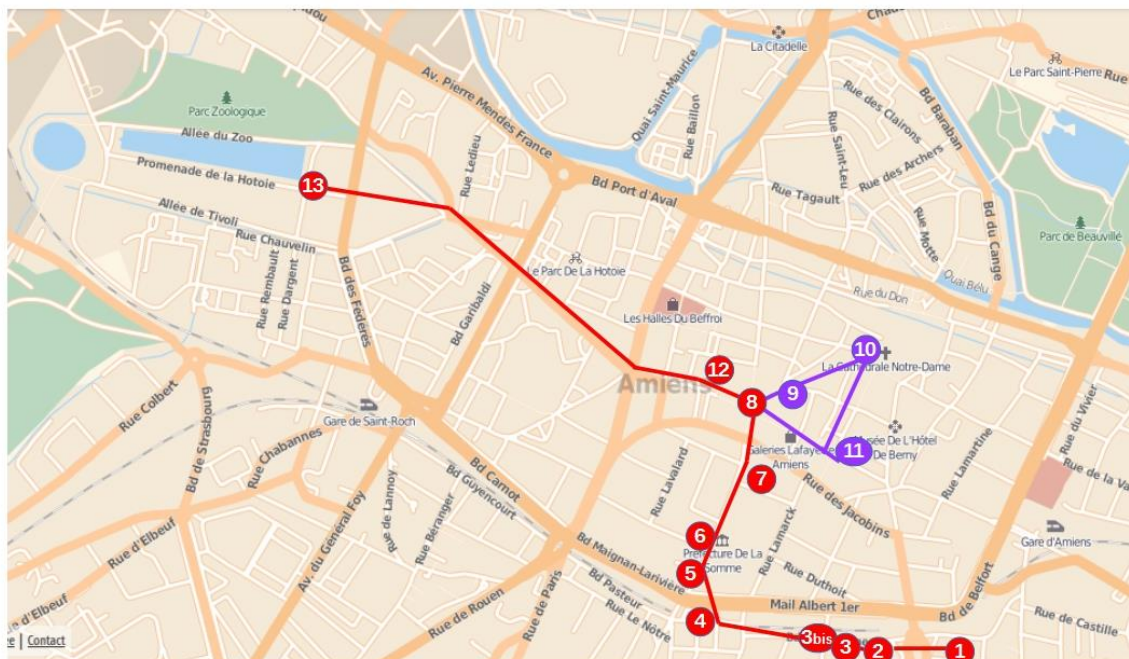 La Citadelle
Chau
Le Parc Saint-Pierre
Rue
Av. Pierre Mendes France
Quai Saint-Maurice
Rue Baillon
Rue des Clairons
Bd Baraban
Parc Zoologique
Allée du Zoo
Rue Saint-Leu
Rue des Archers
Promenade de la Hotoie
13
Rue Ledieu
Bd Port d'Aval
Rue Tagault
Allée de Tivoli
Rue Chauvelin
Rue Motte
Bd du Cange
Parc de Beauvillé
Rue Rembault
Rue Dargent
Bd des Fédérés
Le Parc De La Hotoie
Quai Bélu
Rue du Don
Bd Garibaldi
Les Halles Du Beffroi
10
La Cathédrale Notre-Dame
12
Amiens
9
8
Rue Colbert
Bd de Strasbourg
Gare de Saint-Roch
Rue du Vivier
Rue Chabannes
Musée De L'Hôtel
De Berny
11
Galeries Lafayette
Amiens
Rue Lamartine
Bd Carnot
Bd Guyencourt
Rue Lavalard
7
Rue des Jacobins
Rue de la Va
Rue de Lannoy
Rue Béranger
Av. du Général Foy
Rue Lamarck
Rue d'Elbeuf
6
Préfecture De La
Somme
Gare d'Amiens
Bd Maignan-Larivière
5
Rue Duthoit
Bd de Belfort
d'Elbeuf
Rue de Rouen
Rue de Paris
Bd Pasteur
Rue Le Nôtre
Mail Albert 1er
Rue de Castille
4
3bis
3
2
1
| Contact